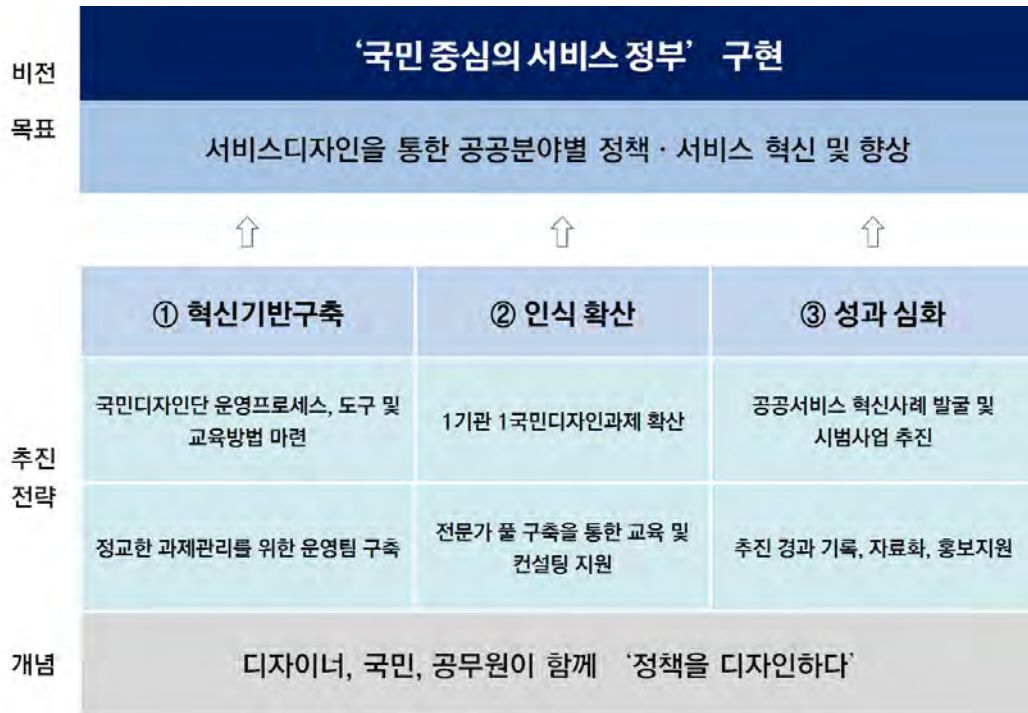 비전
‘국민 중심의 서비스 정부’ 구현
목표
서비스디자인을 통한 공공분야별 정책 · 서비스 혁신 및 향상
① 혁신기반구축
② 인식 확산
③ 성과 심화
추진
전략
국민디자인단 운영프로세스, 도구 및
교육방법 마련
1기관 1국민디자인과제 확산
공공서비스 혁신사례 발굴 및
시범사업 추진
정교한 과제관리를 위한 운영팀 구축
전문가 풀 구축을 통한 교육 및
컨설팅 지원
추진 경과 기록, 자료화, 홍보지원
개념
디자이너, 국민, 공무원이 함께 ‘정책을 디자인하다’